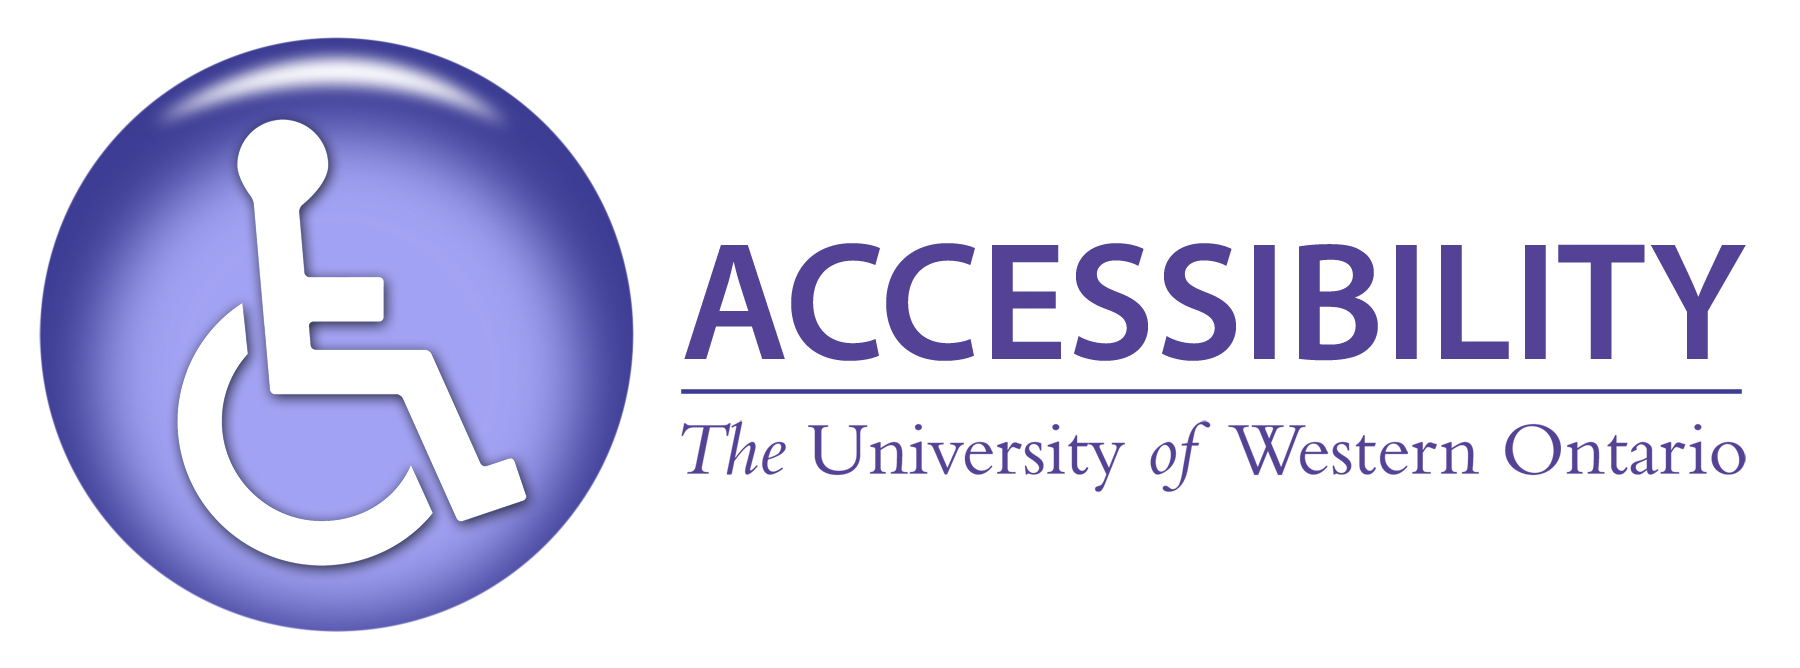 ACCESSIBILITY
The University of Western Ontario